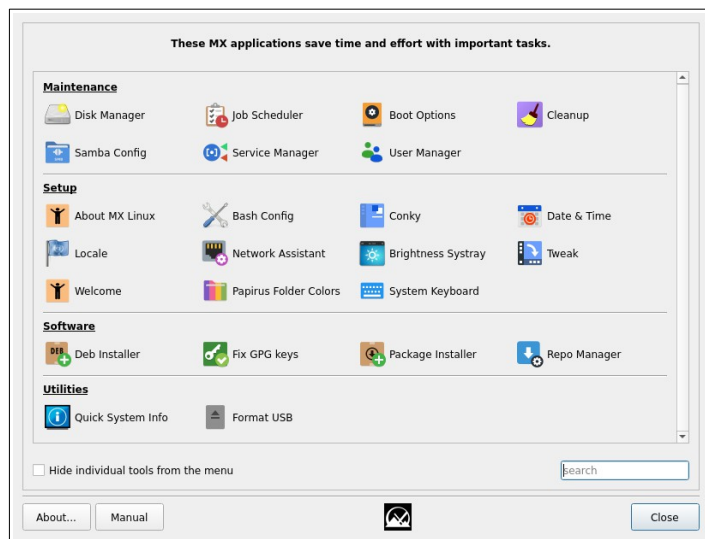 These MX applications save time and effort with important tasks.
Maintenance
Disk Manager Job Scheduler Boot Options Cleanup
Samba Config Service Manager User Manager
Setup
About MX Linux Bash Config Conky Date & Time
Locale Network Assistant Brightness Systray Tweak
Welcome Papirus Folder Colors System Keyboard
Software
DEB Deb Installer Fix GPG keys Package Installer Repo Manager
Utilities
Quick System Info Format USB
Hide individual tools from the menu search
About... Manual Close